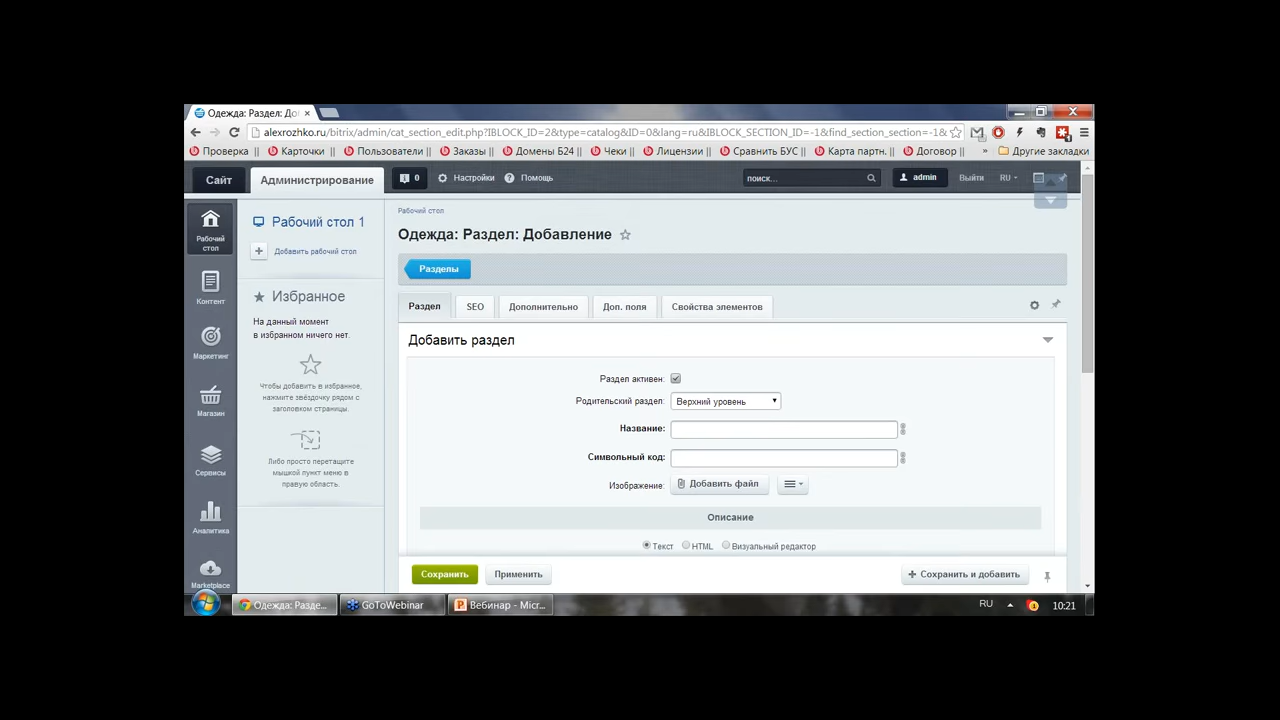 Одежда: Раздел: До
alexrozhko.ru/bitrix/admin/cat_section_edit.php?IBLOCK_ID=2&type=catalog&ID=0&lang=ru&IBLOCK_SECTION_ID=-1&find_section_section=-1&
Проверка || Карточки || Пользователи || Заказы || Домены Б24 || Чеки || Лицензии || Сравнить БУС || Карта партн. || Договор || » Другие закладки
Сайт Администрирование 0 Настройки Помощь поиск... admin Выйти RU
Рабочий стол
Рабочий стол 1
Добавить рабочий стол
Избранное
На данный момент
в избранном ничего нет.
Чтобы добавить в избранное,
нажмите звёздочку рядом с
заголовком страницы.
Либо просто перетащите
мышкой пункт меню в
правую область.
Контент
Маркетинг
Магазин
Сервисы
Аналитика
Marketplace
Рабочий стол
Одежда: Раздел: Добавление
Разделы
Раздел SEO Дополнительно Доп. поля Свойства элементов
Добавить раздел
Раздел активен:
Родительский раздел: Верхний уровень
Название:
Символьный код:
Изображение: Добавить файл
Описание
Текст HTML Визуальный редактор
Сохранить Применить + Сохранить и добавить
Одежда: Разде... GoToWebinar Вебинар - Micr... RU 10:21